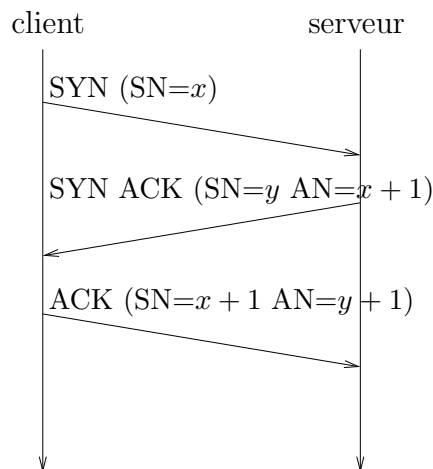 client serveur
SYN (SN=x)
SYN ACK (SN=y AN=x + 1)
ACK (SN=x + 1 AN=y + 1)